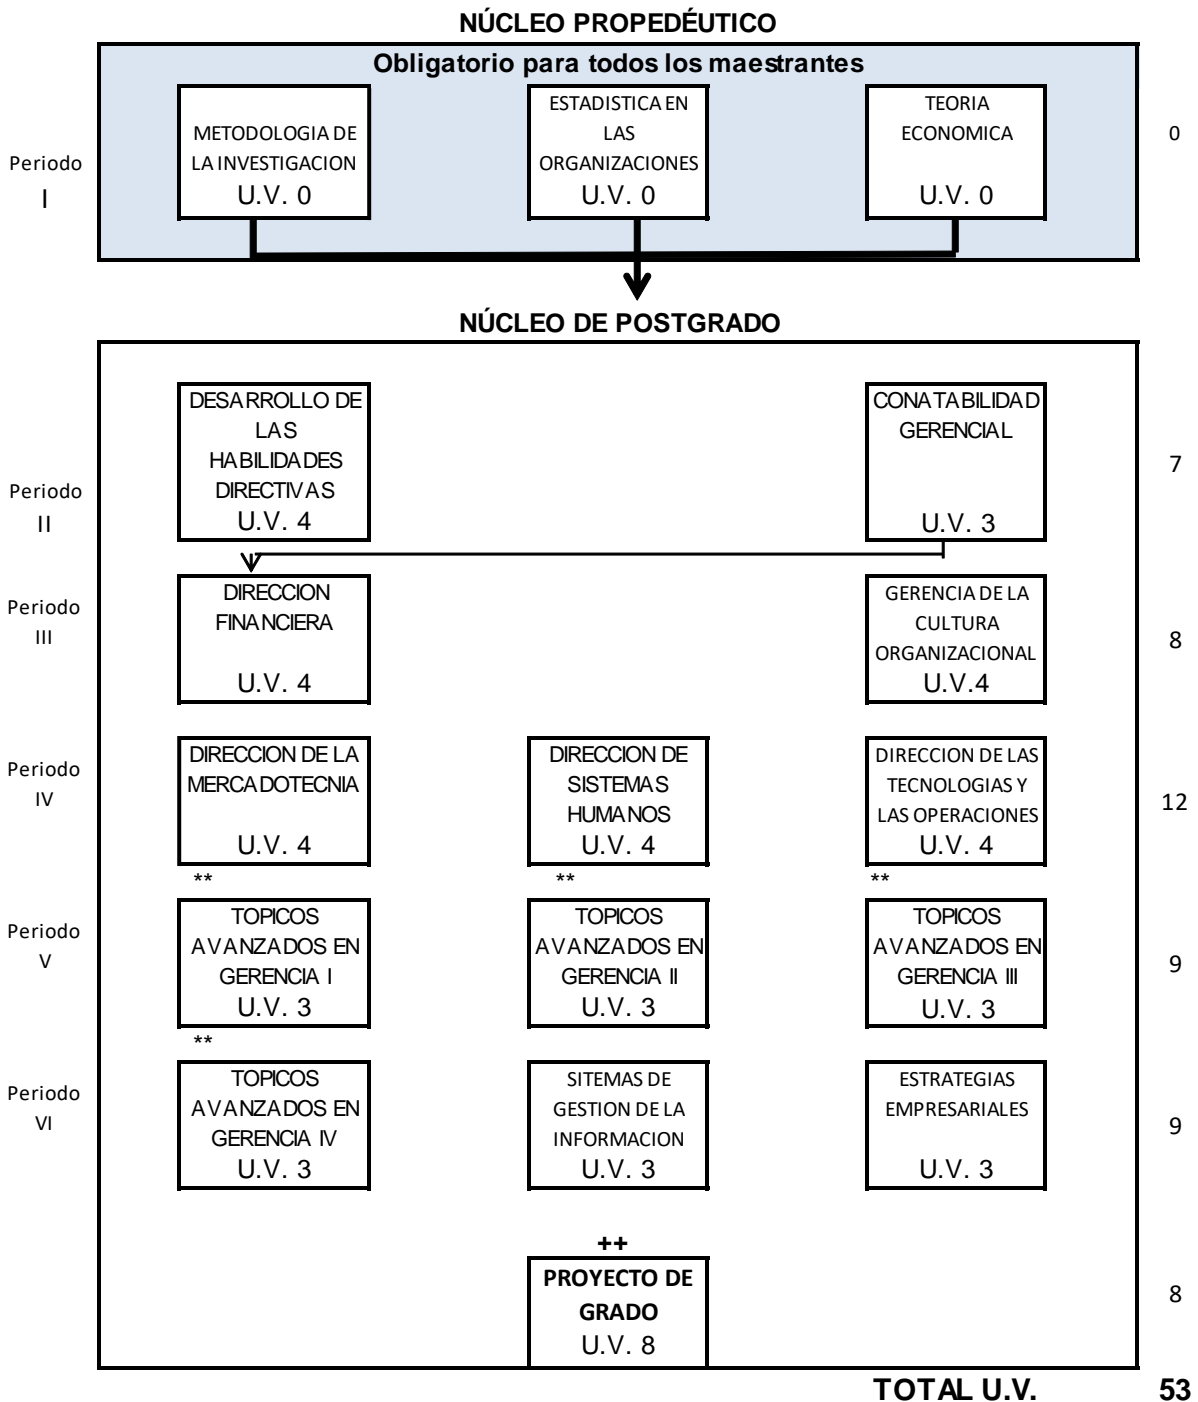 NÚCLEO PROPEDÉUTICO
Obligatorio para todos los maestrantes
Periodo
I
METODOLOGIA DE
LA INVESTIGACION
U.V. 0
ESTADISTICA EN
LAS
ORGANIZACIONES
U.V. 0
TEORIA
ECONOMICA
U.V. 0
0
NÚCLEO DE POSTGRADO
Periodo
II
DESARROLLO DE
LAS
HABILIDADES
DIRECTIVAS
U.V. 4
CONATABILIDAD
GERENCIAL
U.V. 3
7
Periodo
III
DIRECCION
FINANCIERA
U.V. 4
GERENCIA DE LA
CULTURA
ORGANIZACIONAL
U.V.4
8
Periodo
IV
DIRECCION DE LA
MERCADOTECNIA
U.V. 4
DIRECCION DE
SISTEMAS
HUMANOS
U.V. 4
DIRECCION DE LAS
TECNOLOGIAS Y
LAS OPERACIONES
U.V. 4
12
Periodo
V
**
TOPICOS
AVANZADOS EN
GERENCIA I
U.V. 3
**
TOPICOS
AVANZADOS EN
GERENCIA II
U.V. 3
**
TOPICOS
AVANZADOS EN
GERENCIA III
U.V. 3
9
Periodo
VI
**
TOPICOS
AVANZADOS EN
GERENCIA IV
U.V. 3
SITEMAS DE
GESTION DE LA
INFORMACION
U.V. 3
ESTRATEGIAS
EMPRESARIALES
U.V. 3
9
++
PROYECTO DE
GRADO
U.V. 8
8
TOTAL U.V. 53